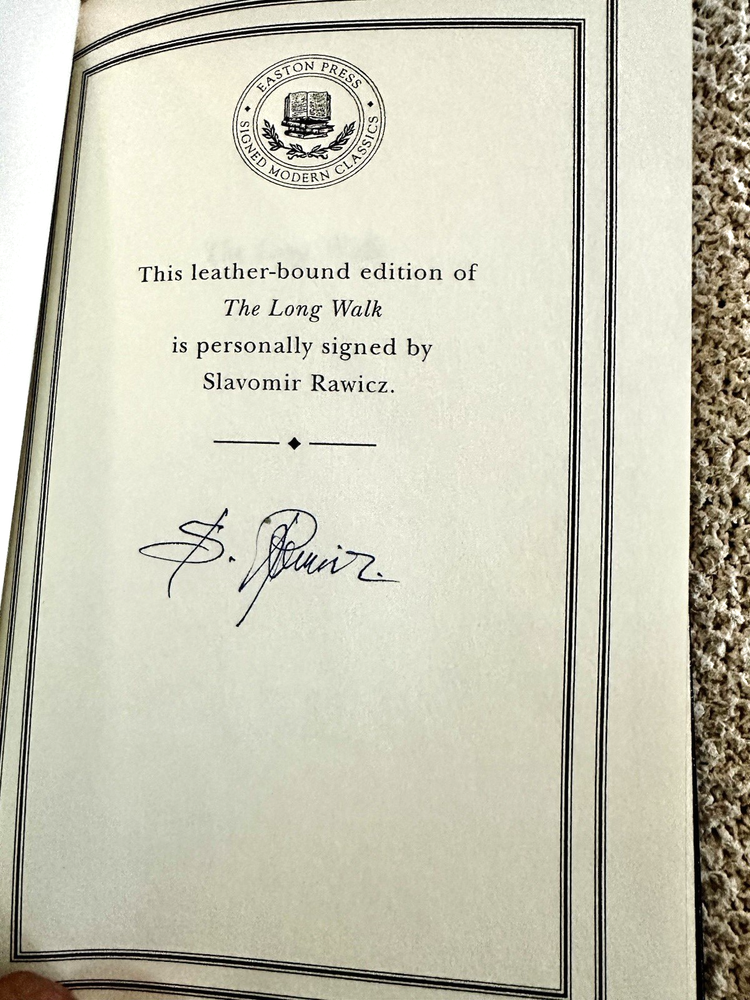 EASTON PRESS
SIGNED MODERN CLASSICS
This leather-bound edition of
The Long Walk
is personally signed by
Slavomir Rawicz.
S. Rawicz.